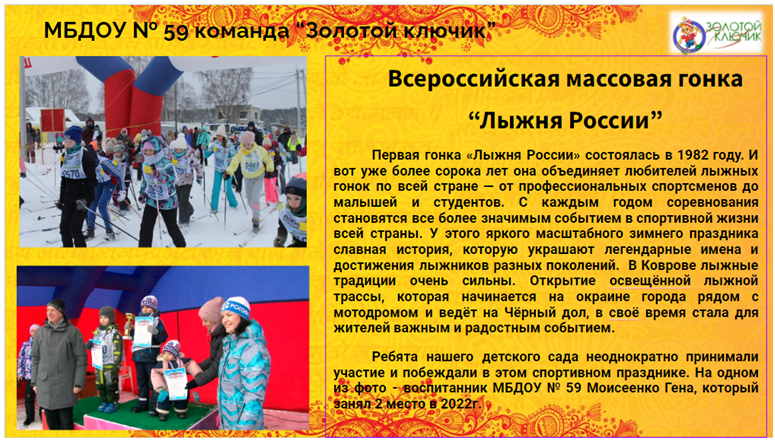 МБДОУ № 59 команда “Золотой ключик”
ЗОЛОТОЙ
КЛЮЧИК
Всероссийская массовая гонка
“Лыжня России”
Первая гонка «Лыжня России» состоялась в 1982 году. И
вот уже более сорока лет она объединяет любителей лыжных
гонок по всей стране — от профессиональных спортсменов до
малышей и студентов. С каждым годом соревнования
становятся все более значимым событием в спортивной жизни
всей страны. У этого яркого масштабного зимнего праздника
славная история, которую украшают легендарные имена и
достижения лыжников разных поколений. В Коврове лыжные
традиции очень сильны. Открытие освещённой лыжной
трассы, которая начинается на окраине города рядом с
мотодромом и ведёт на Чёрный дол, в своё время стала для
жителей важным и радостным событием.
Ребята нашего детского сада неоднократно принимали
участие и побеждали в этом спортивном празднике. На одном
из фото - воспитанник МБДОУ № 59 Моисеенко Гена, который
занял 2 место в 2022г.